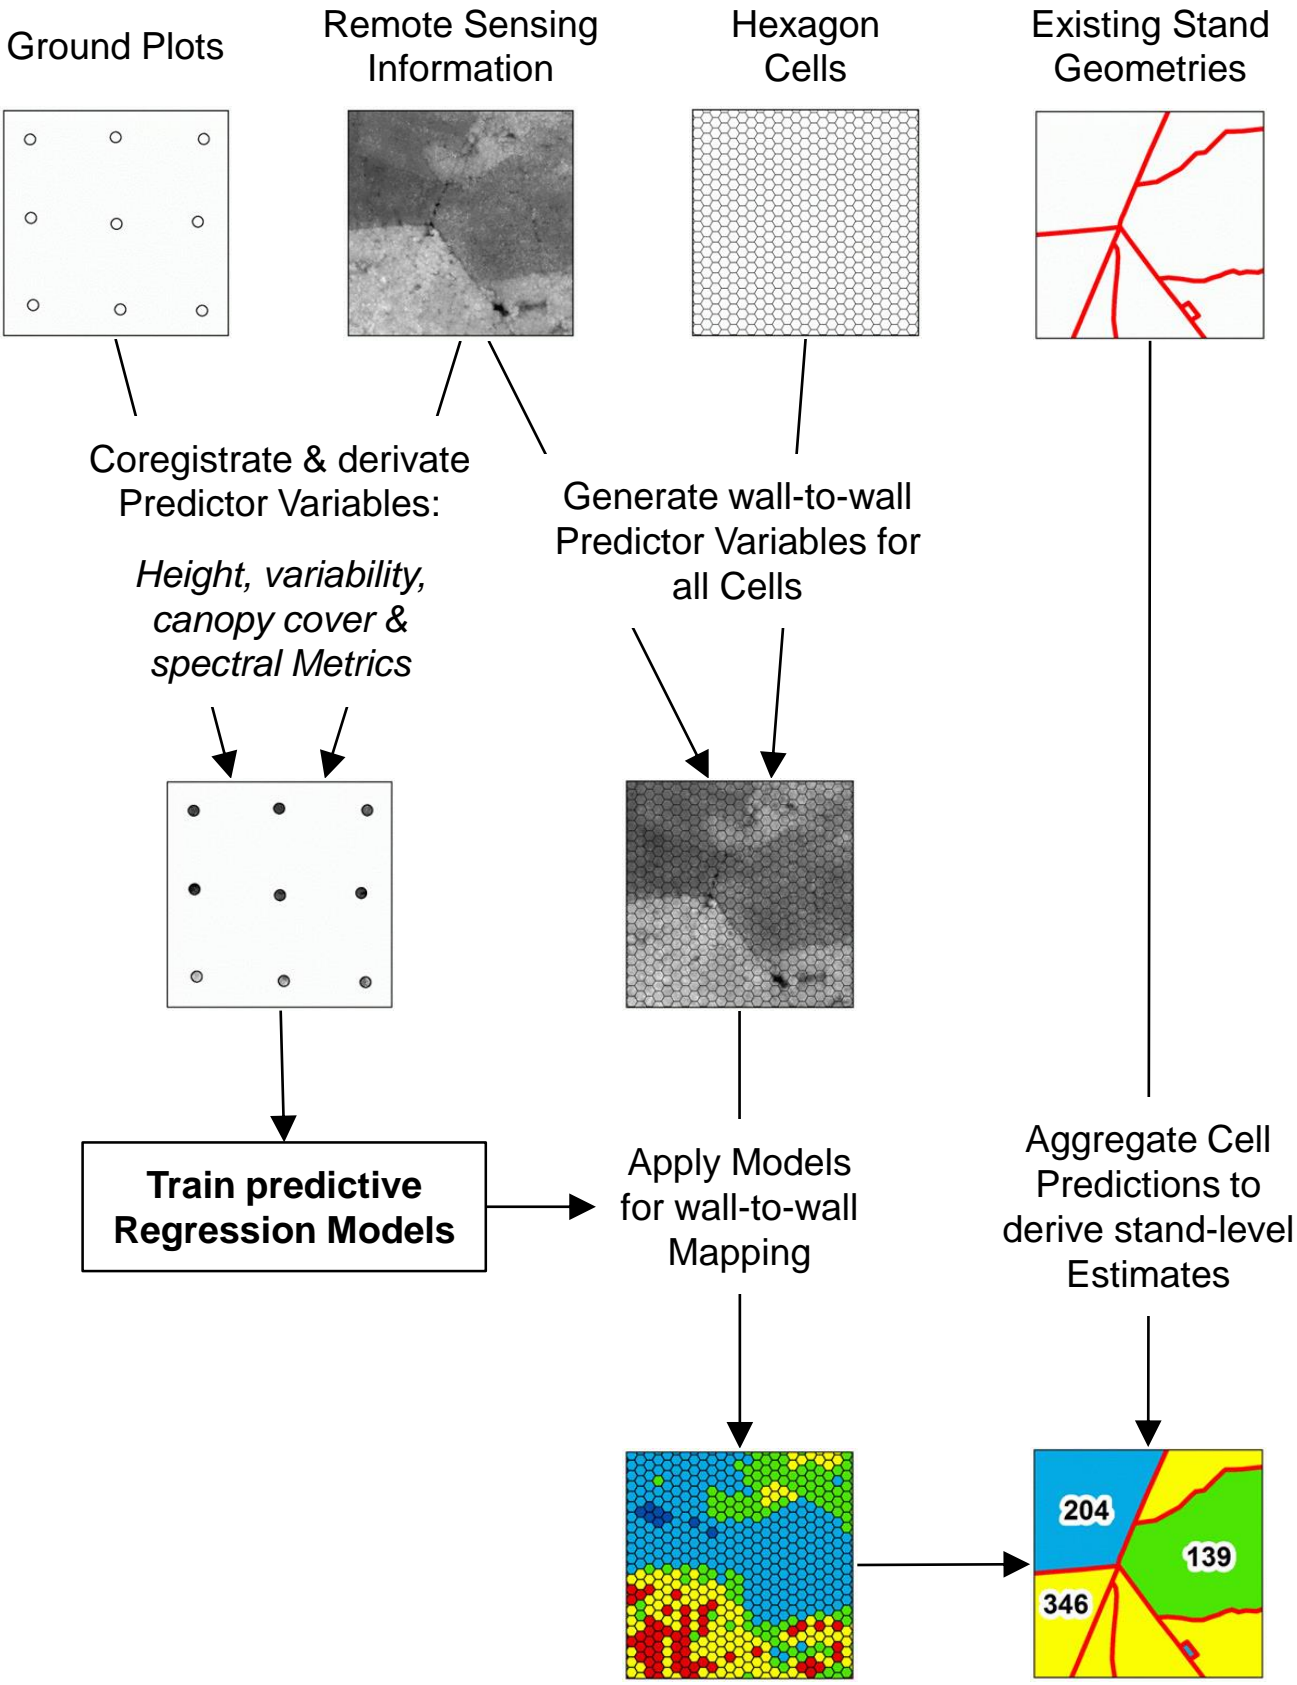 Ground Plots
Remote Sensing
Information
Hexagon
Cells
Existing Stand
Geometries
Coregistrate & derivate
Predictor Variables:
Height, variability,
canopy cover &
spectral Metrics
Generate wall-to-wall
Predictor Variables for
all Cells
Train predictive
Regression Models
Apply Models
for wall-to-wall
Mapping
Aggregate Cell
Predictions to
derive stand-level
Estimates
204
139
346